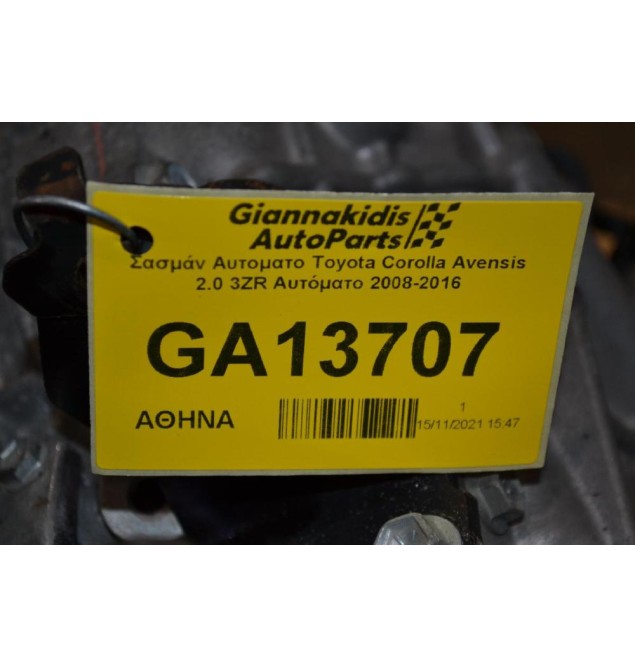 Giannakidis
AutoParts
Σασμάν Αυτοματο Toyota Corolla Avensis
2.0 3ZR Αυτόματο 2008-2016
GA13707
ΑΘΗΝΑ
1
15/11/2021 15:47